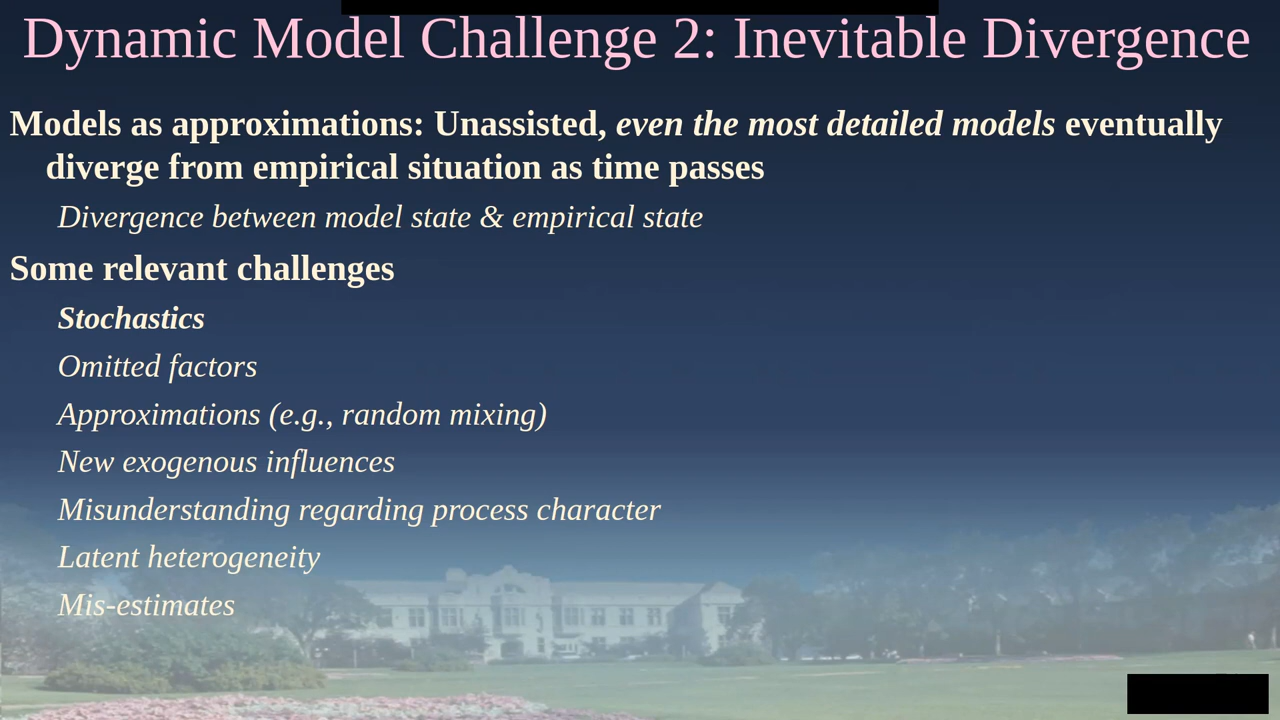 Dynamic Model Challenge 2: Inevitable Divergence
Models as approximations: Unassisted, even the most detailed models eventually
diverge from empirical situation as time passes
Divergence between model state & empirical state
Some relevant challenges
Stochastics
Omitted factors
Approximations (e.g., random mixing)
New exogenous influences
Misunderstanding regarding process character
Latent heterogeneity
Mis-estimates